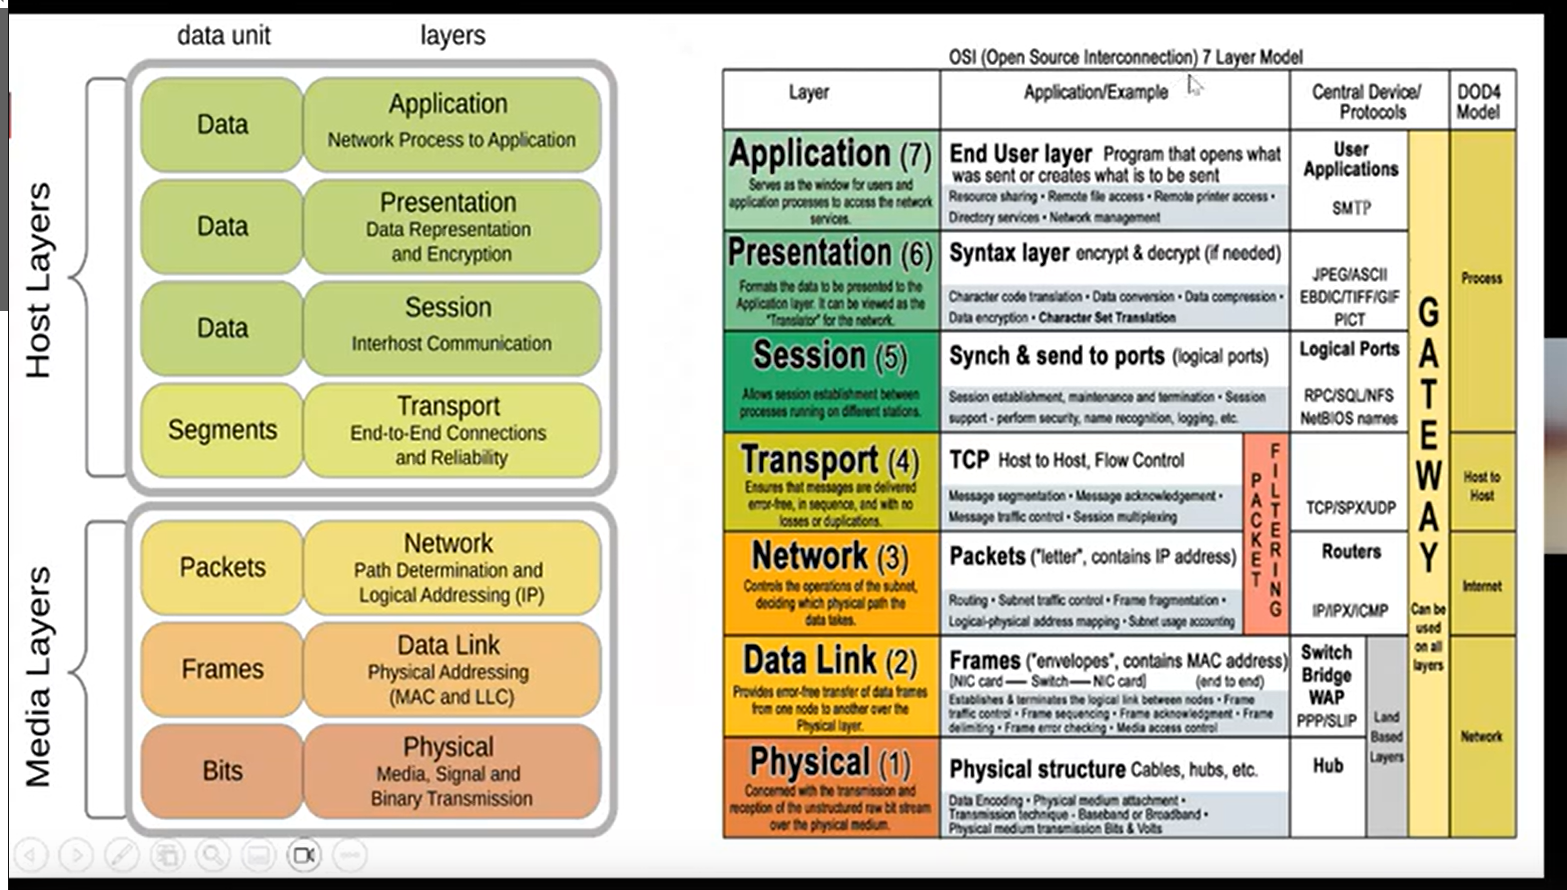 data unit
layers
Host Layers
Data
Application
Network Process to Application
Data
Presentation
Data Representation
and Encryption
Data
Session
Interhost Communication
Segments
Transport
End-to-End Connections
and Reliability
Media Layers
Packets
Network
Path Determination and
Logical Addressing (IP)
Frames
Data Link
Physical Addressing
(MAC and LLC)
Bits
Physical
Media, Signal and
Binary Transmission
OSI (Open Source Interconnection) 7 Layer Model
Layer
Application/Example
Central Device/
Protocols
DOD4
Model
Application (7)
Serves as the window for users and
application processes to access the network
services.
End User layer Program that opens what
was sent or creates what is to be sent
Resource sharing • Remote file access • Remote printer access •
Directory services • Network management
User
Applications
SMTP
Presentation (6)
Formats the data to be presented to the
Application layer. It can be viewed as the
"Translator" for the network.
Syntax layer encrypt & decrypt (if needed)
Character code translation • Data conversion • Data compression •
Data encryption • Character Set Translation
JPEG/ASCII
EBDIC/TIFF/GIF
PICT
Session (5)
Allows session establishment between
processes running on different stations.
Synch & send to ports (logical ports)
Session establishment, maintenance and termination • Session
support - perform security, name recognition, logging, etc.
Logical Ports
RPC/SQL/NFS
NetBIOS names
Process
Transport (4)
Ensures that messages are delivered
error-free, in sequence, and with no
losses or duplications.
TCP Host to Host, Flow Control
Message segmentation • Message acknowledgement •
Message traffic control • Session multiplexing
TCP/SPX/UDP
Host to
Host
Network (3)
Controls the operations of the subnet,
deciding which physical path the
data takes.
Packets ("letter", contains IP address)
Routing • Subnet traffic control • Frame fragmentation •
Logical-physical address mapping • Subnet usage accounting
PACKET
FILTERING
Routers
IP/IPX/ICMP
Internet
Data Link (2)
Provides error-free transfer of data frames
from one node to another over the
Physical layer.
Frames ("envelopes", contains MAC address)
[NIC card — Switch — NIC card] (end to end)
Establishes & terminates the logical link between nodes • Frame
traffic control • Frame sequencing • Frame acknowledgment • Frame
delimiting • Frame error checking • Media access control
Switch
Bridge
WAP
PPP/SLIP
Physical (1)
Concerned with the transmission and
reception of the unstructured raw bit stream
over the physical medium.
Physical structure Cables, hubs, etc.
Data Encoding • Physical medium attachment •
Transmission technique - Baseband or Broadband •
Physical medium transmission Bits & Volts
Hub
Land
Based
Layers
GATEWAY
Can be
used
on all
layers
Network